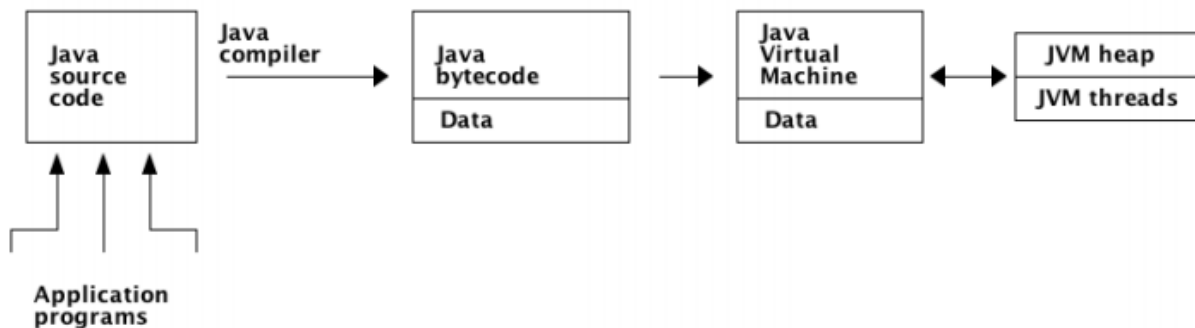 Java
source
code
Java
compiler
Java
bytecode
Data
Java
Virtual
Machine
Data
JVM heap
JVM threads
Application
programs